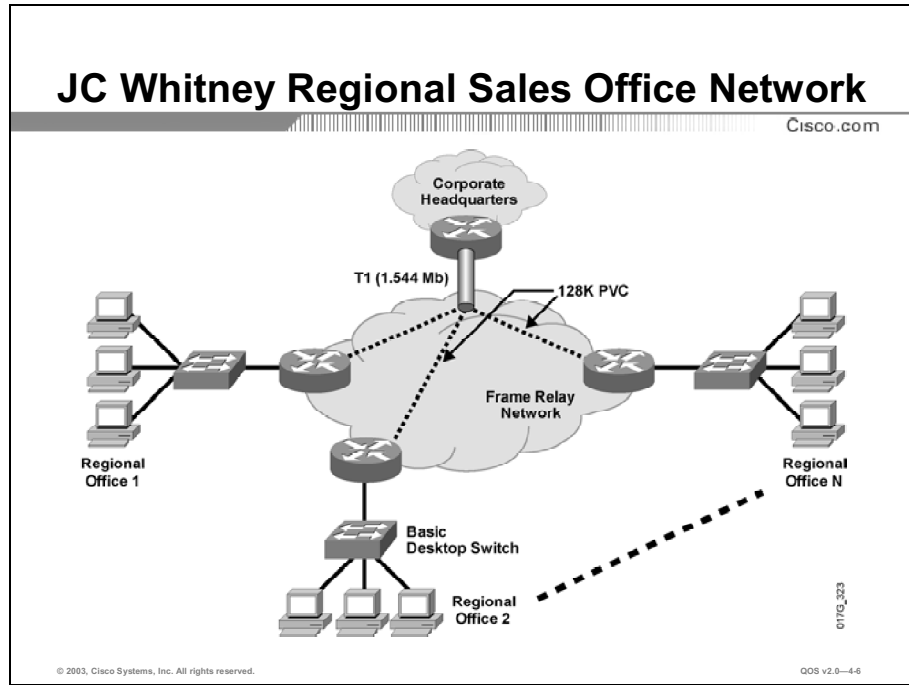 JC Whitney Regional Sales Office Network
Cisco.com
Corporate
Headquarters
T1 (1.544 Mb)
128K PVC
Frame Relay
Network
Regional
Office 1
Regional
Office N
Basic
Desktop Switch
Regional
Office 2
017G_323
© 2003, Cisco Systems, Inc. All rights reserved.
QOS v2.0—4-6